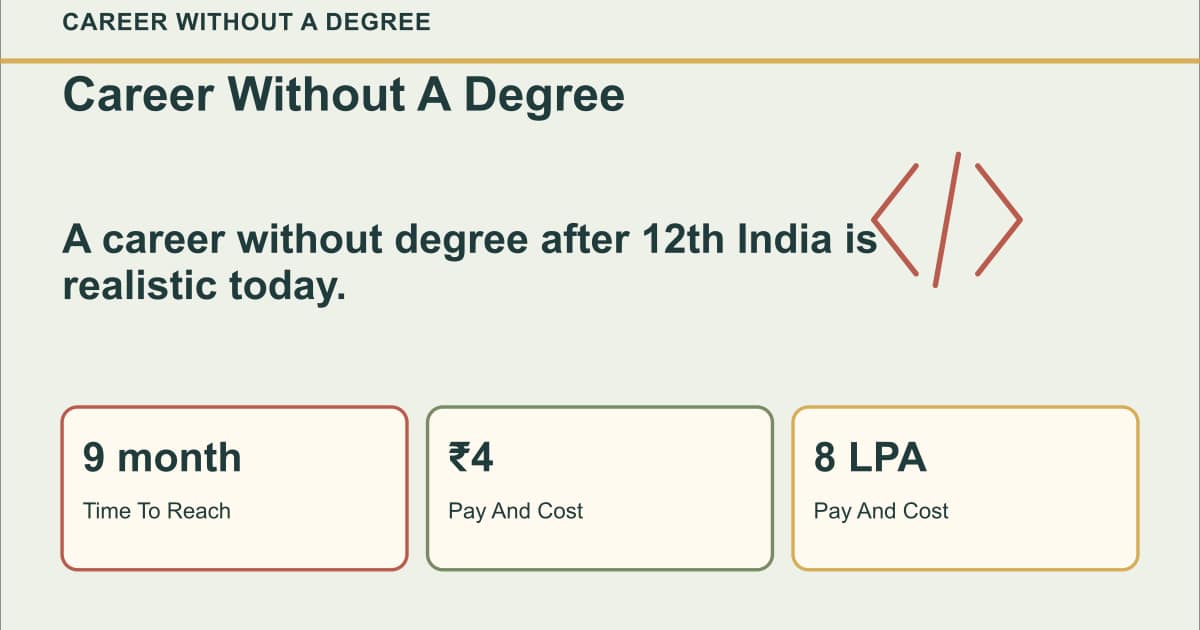 CAREER WITHOUT A DEGREE
Career Without A Degree
A career without degree after 12th India is
realistic today.
9 month
Time To Reach
₹4
Pay And Cost
8 LPA
Pay And Cost